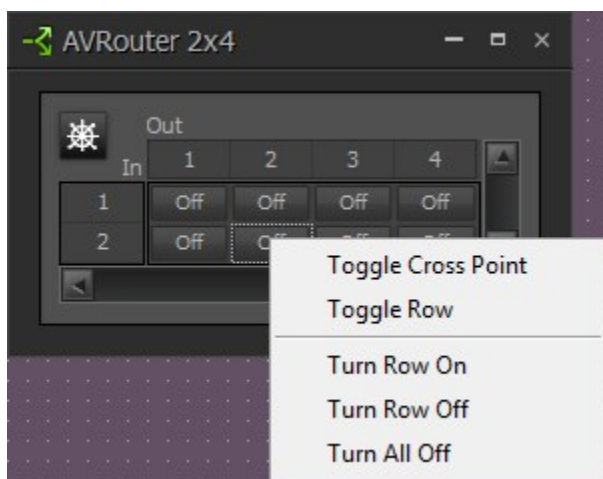 AVRouter 2x4
Out
In 1 2 3 4
1 Off Off Off Off
2 Off
Toggle Cross Point
Toggle Row
Turn Row On
Turn Row Off
Turn All Off